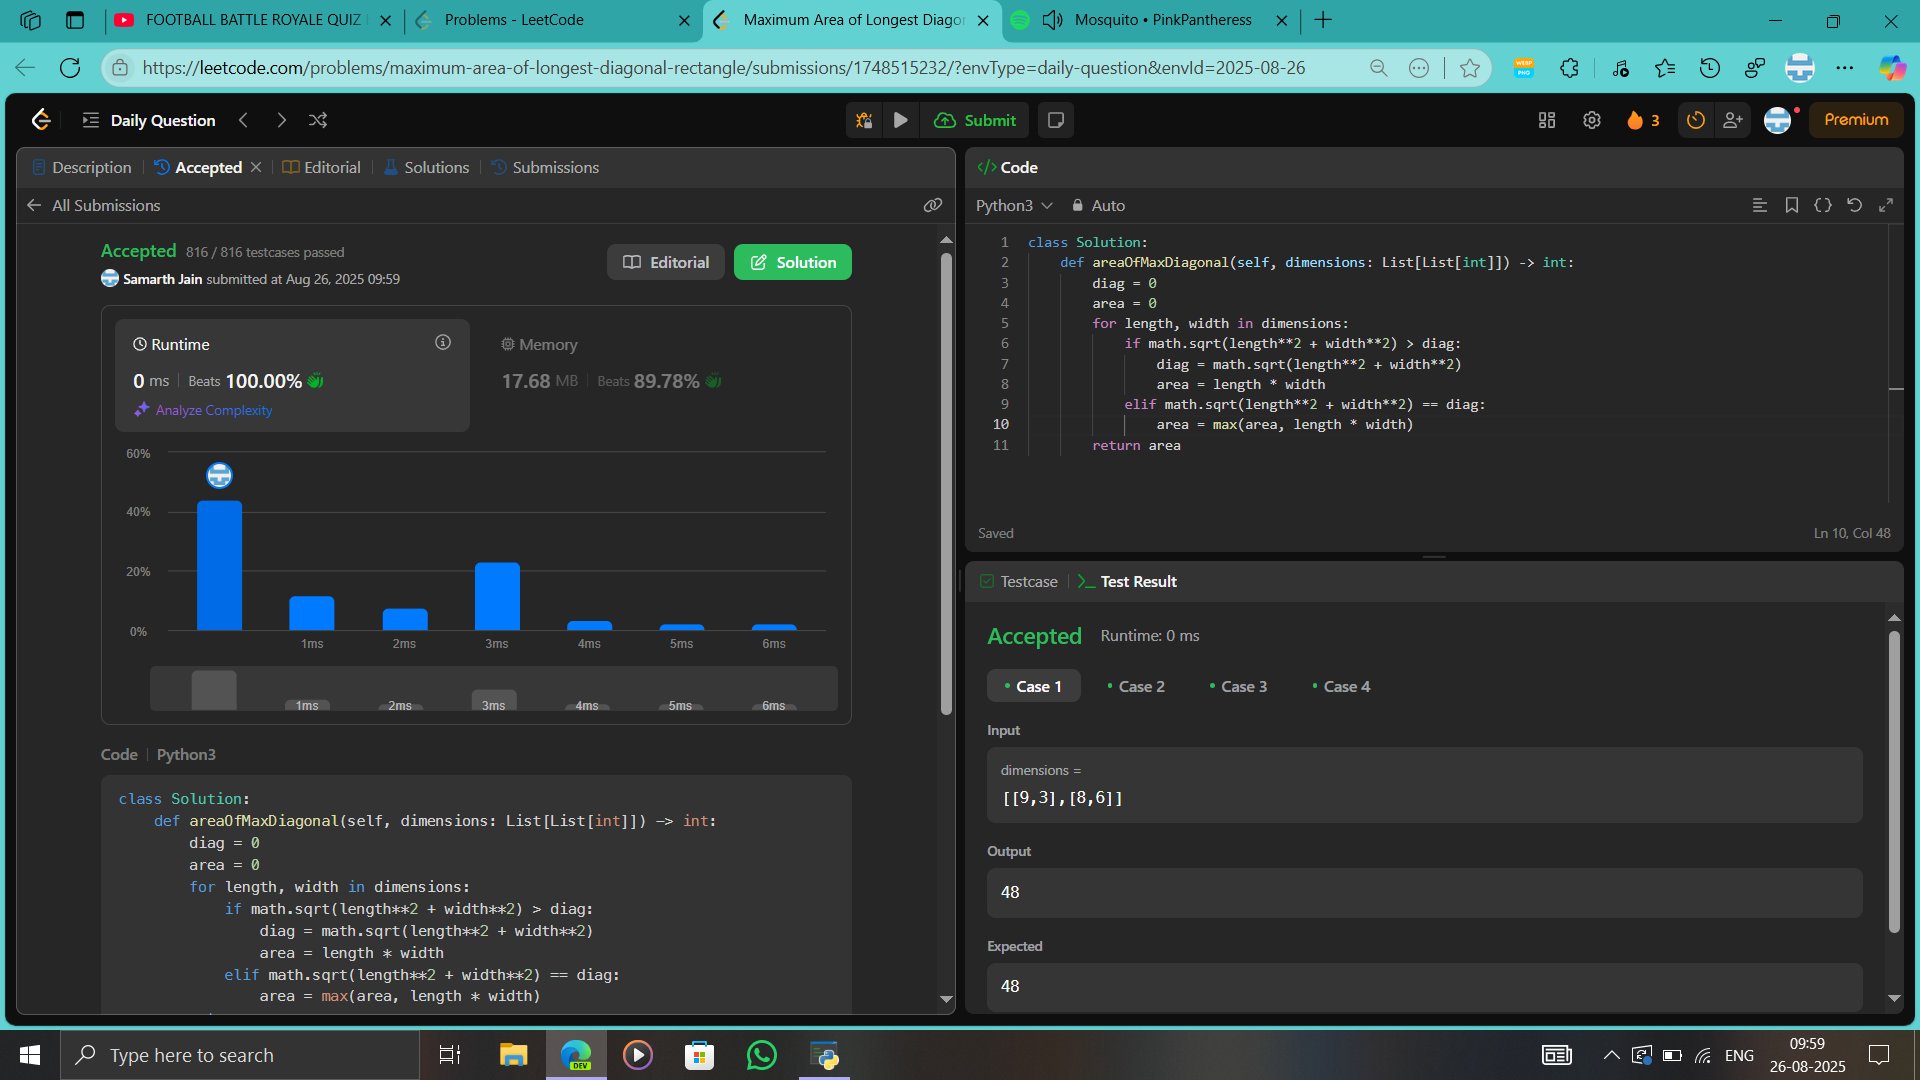 FOOTBALL BATTLE ROYALE QUIZ
Problems - LeetCode
Maximum Area of Longest Diagon
Mosquito • PinkPantheress
https://leetcode.com/problems/maximum-area-of-longest-diagonal-rectangle/submissions/1748515232/?envType=daily-question&envId=2025-08-26
WEBP
PNG
Daily Question
Submit
3
Premium
Description
Accepted
Editorial
Solutions
Submissions
All Submissions
Accepted 816 / 816 testcases passed
Samarth Jain submitted at Aug 26, 2025 09:59
Editorial
Solution
Runtime
0 ms Beats 100.00%
Analyze Complexity
Memory
17.68 MB Beats 89.78%
60%
40%
20%
0%
1ms 2ms 3ms 4ms 5ms 6ms
1ms 2ms 3ms 4ms 5ms 6ms
Code Python3
class Solution:
def areaOfMaxDiagonal(self, dimensions: List[List[int]]) -> int:
diag = 0
area = 0
for length, width in dimensions:
if math.sqrt(length**2 + width**2) > diag:
diag = math.sqrt(length**2 + width**2)
area = length * width
elif math.sqrt(length**2 + width**2) == diag:
area = max(area, length * width)
</> Code
Python3 Auto
1 class Solution:
2 def areaOfMaxDiagonal(self, dimensions: List[List[int]]) -> int:
3 diag = 0
4 area = 0
5 for length, width in dimensions:
6 if math.sqrt(length**2 + width**2) > diag:
7 diag = math.sqrt(length**2 + width**2)
8 area = length * width
9 elif math.sqrt(length**2 + width**2) == diag:
10 area = max(area, length * width)
11 return area
Saved
Ln 10, Col 48
Testcase
Test Result
Accepted Runtime: 0 ms
Case 1 Case 2 Case 3 Case 4
Input
dimensions =
[[9,3],[8,6]]
Output
48
Expected
48
Type here to search
DEV
ENG
09:59
26-08-2025